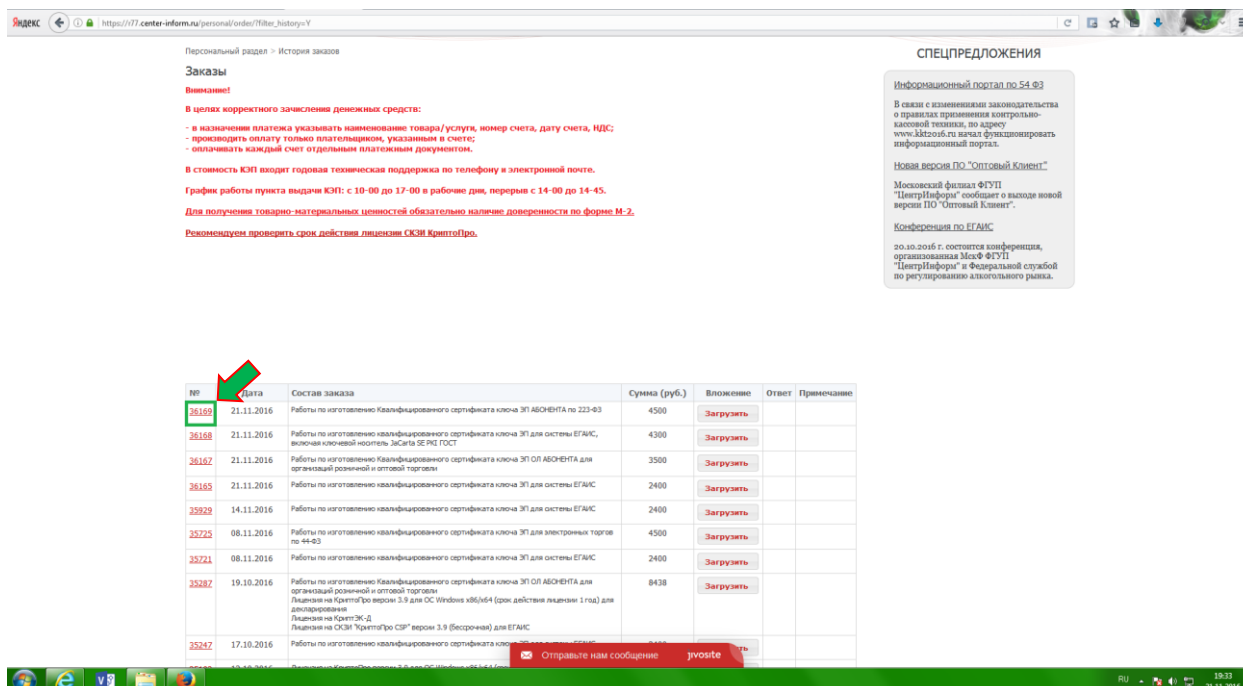 Яндекс https://r77.center-inform.ru/personal/order/?filter_history=Y
Персональный раздел > История заказов
Заказы
Внимание!
В целях корректного зачисления денежных средств:
- в назначении платежа указывать наименование товара/услуги, номер счета, дату счета, НДС;
- производить оплату только плательщиком, указанным в счете;
- оплачивать каждый счет отдельным платежным документом.
В стоимость КЭП входит годовая техническая поддержка по телефону и электронной почте.
График работы пункта выдачи КЭП: с 10-00 до 17-00 в рабочие дни, перерыв с 14-00 до 14-45.
Для получения товарно-материальных ценностей обязательно наличие доверенности по форме М-2.
Рекомендуем проверить срок действия лицензии СКЗИ КриптоПро.
СПЕЦПРЕДЛОЖЕНИЯ
Информационный портал по 54 ФЗ
В связи с изменениями законодательства
о правилах применения контрольно-
кассовой техники, по адресу
www.kkt2016.ru начал функционировать
информационный портал.
Новая версия ПО "Оптовый Клиент"
Московский филиал ФГУП
"ЦентрИнформ" сообщает о выходе новой
версии ПО "Оптовый Клиент".
Конференция по ЕГАИС
20.10.2016 г. состоится конференция,
организованная МскФ ФГУП
"ЦентрИнформ" и Федеральной службой
по регулированию алкогольного рынка.
№ Дата Состав заказа Сумма (руб.) Вложение Ответ Примечание
36169 21.11.2016 Работы по изготовлению Квалифицированного сертификата ключа ЭП АБОНЕНТА по 223-ФЗ 4500 Загрузить
36168 21.11.2016 Работы по изготовлению квалифицированного сертификата ключа ЭП для системы ЕГАИС, 4300 Загрузить
включая ключевой носитель JaCarta SE PKI ГОСТ
36167 21.11.2016 Работы по изготовлению Квалифицированного сертификата ключа ЭП ОЛ АБОНЕНТА для 3500 Загрузить
организаций розничной и оптовой торговли
36165 21.11.2016 Работы по изготовлению квалифицированного сертификата ключа ЭП для системы ЕГАИС 2400 Загрузить
35929 14.11.2016 Работы по изготовлению квалифицированного сертификата ключа ЭП для системы ЕГАИС 2400 Загрузить
35725 08.11.2016 Работы по изготовлению квалифицированного сертификата ключа ЭП для электронных торгов 4500 Загрузить
по 44-ФЗ
35721 08.11.2016 Работы по изготовлению квалифицированного сертификата ключа ЭП для системы ЕГАИС 2400 Загрузить
35287 19.10.2016 Работы по изготовлению Квалифицированного сертификата ключа ЭП ОЛ АБОНЕНТА для 8438 Загрузить
организаций розничной и оптовой торговли
Лицензия на КриптоПро версии 3.9 для ОС Windows x86/x64 (срок действия лицензии 1 год) для
декларирования
Лицензия на КриптЭК-Д
Лицензия на СКЗИ "КриптоПро CSP" версии 3.9 (бессрочная) для ЕГАИС
35247 17.10.2016 Работы по изготовлению квалифицированного сертификата
Отправьте нам сообщение jivosite
RU 19:33
21.11.2016